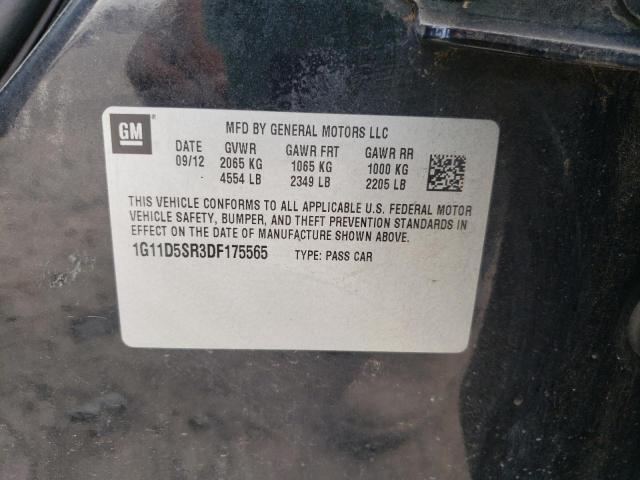 GM MFD BY GENERAL MOTORS LLC
DATE GVWR GAWR FRT GAWR RR
09/12 2065 KG 1065 KG 1000 KG
4554 LB 2349 LB 2205 LB
THIS VEHICLE CONFORMS TO ALL APPLICABLE U.S. FEDERAL MOTOR
VEHICLE SAFETY, BUMPER, AND THEFT PREVENTION STANDARDS IN
EFFECT ON THE DATE OF MANUFACTURE SHOWN ABOVE.
1G11D5SR3DF175565 TYPE: PASS CAR